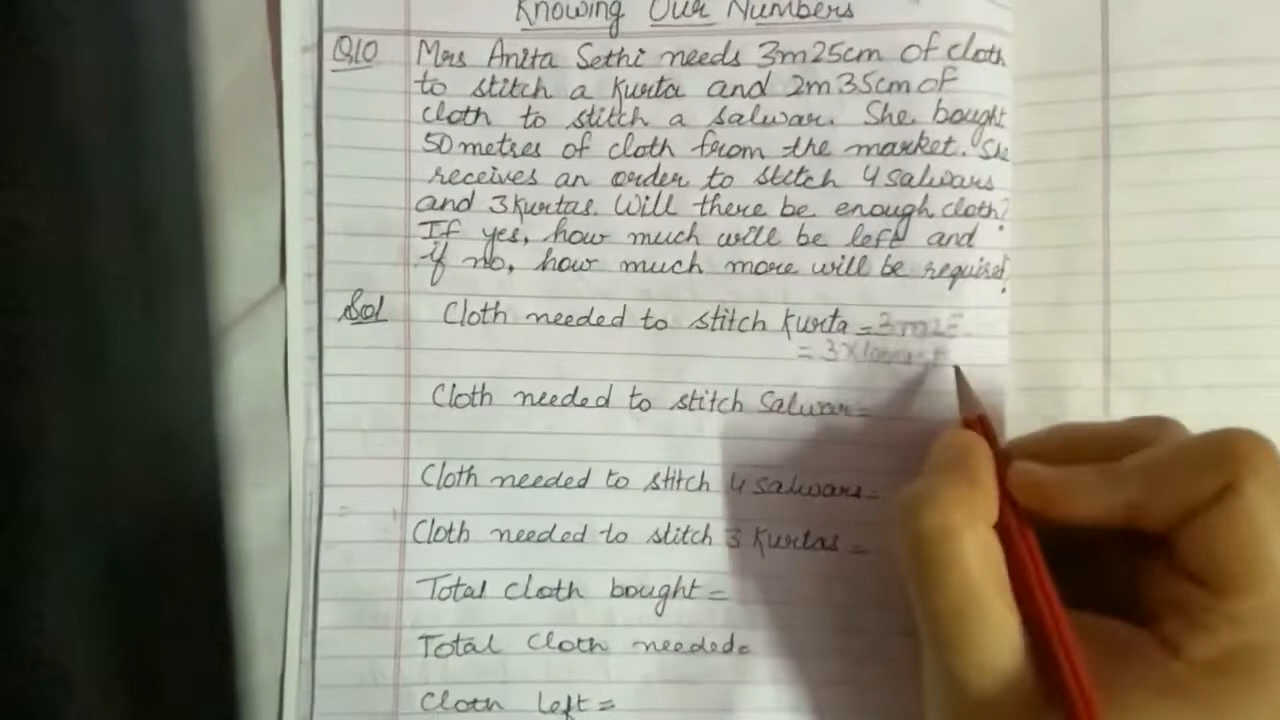 Knowing Our Numbers
Q10 Mrs Anita Sethi needs 3m25cm of cloth
to stitch a Kurta and 2m35cm of
cloth to stitch a salwar. She bought
50 metres of cloth from the market. She
receives an order to stitch 4 salwars
and 3 kurtas. Will there be enough cloth?
If yes, how much will be left and
if no, how much more will be required?
Sol Cloth needed to stitch Kurta = 3m25
= 3x100
Cloth needed to stitch Salwar =
Cloth needed to stitch 4 salwars =
Cloth needed to stitch 3 Kurtas =
Total cloth bought =
Total cloth needed=
Cloth left =